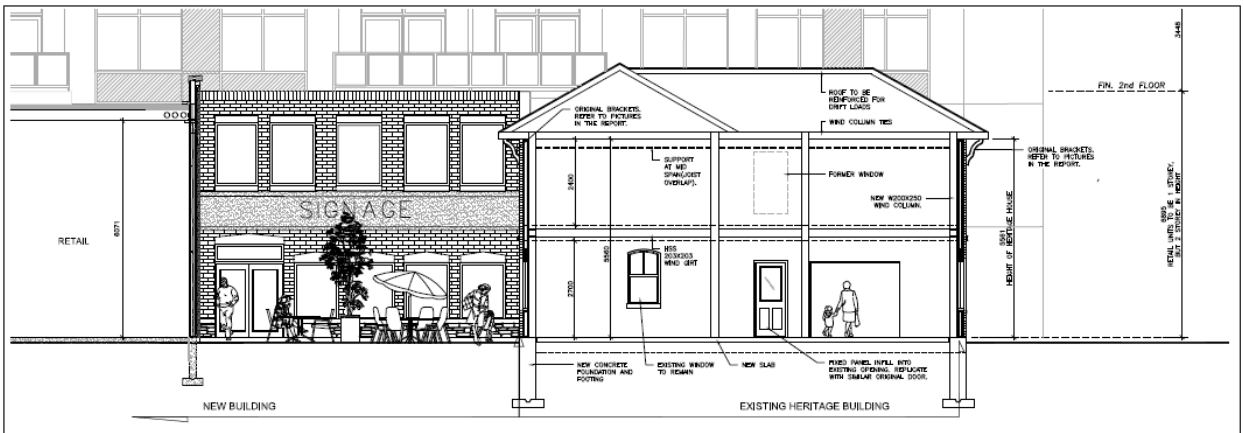 3448
FIN. 2nd FLOOR
ROOF TO BE
REINFORCED FOR
DRIFT LOADS
WIND COLUMN TIES
ORIGINAL BRACKETS.
REFER TO PICTURES
IN THE REPORT.
ORIGINAL BRACKETS.
REFER TO PICTURES
IN THE REPORT.
SUPPORT
AT MID
SPAN(JOIST
OVERLAP).
FORMER WINDOW
NEW W200X250
WIND COLUMN.
2400
SIGNAGE
RETAIL
6071
5560
HSS
203X203
WIND GIRT
2700
5561
HEIGHT OF HERITAGE HOUSE
6895
RETAIL UNITS TO BE 1 STOREY,
BUT 2 STOREY IN HEIGHT
NEW CONCRETE
FOUNDATION AND
FOOTING
EXISTING WINDOW
TO REMAIN
NEW SLAB
FIXED PANEL INFILL INTO
EXISTING OPENING. REPLICATE
WITH SIMILAR ORIGINAL DOOR.
NEW BUILDING
EXISTING HERITAGE BUILDING